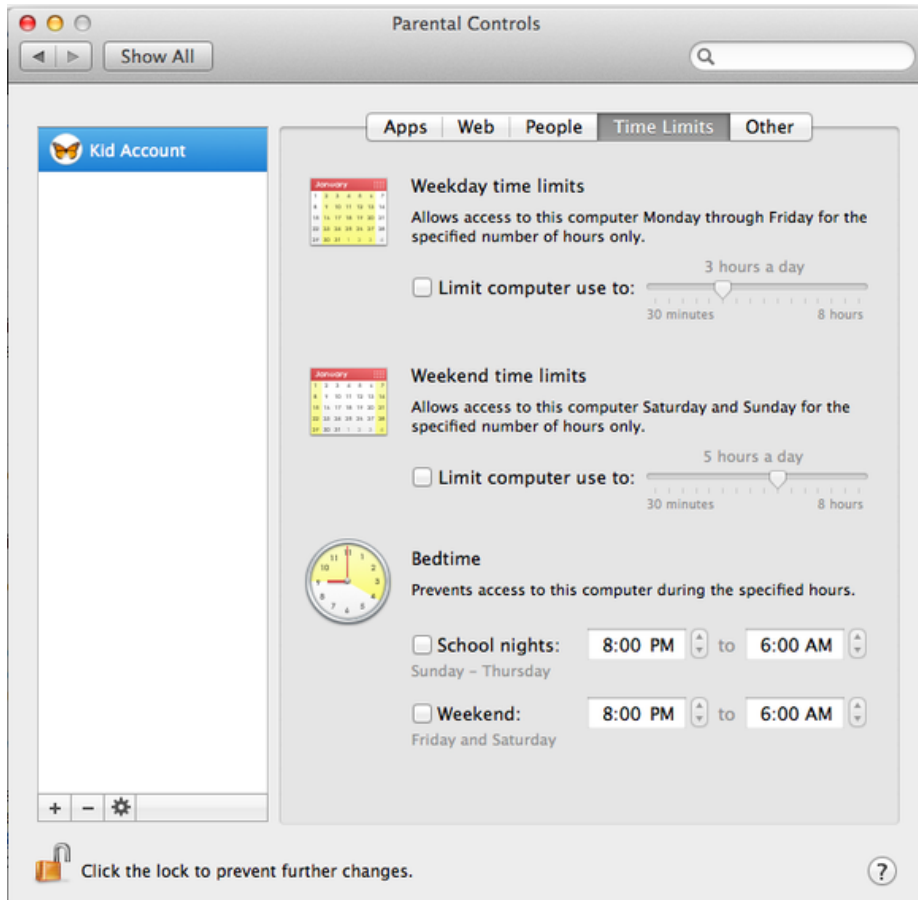 Parental Controls
Show All
Apps Web People Time Limits Other
Kid Account
Weekday time limits
Allows access to this computer Monday through Friday for the
specified number of hours only.
3 hours a day
Limit computer use to:
30 minutes 8 hours
Weekend time limits
Allows access to this computer Saturday and Sunday for the
specified number of hours only.
5 hours a day
Limit computer use to:
30 minutes 8 hours
Bedtime
Prevents access to this computer during the specified hours.
School nights: 8:00 PM to 6:00 AM
Sunday – Thursday
Weekend: 8:00 PM to 6:00 AM
Friday and Saturday
Click the lock to prevent further changes.
?